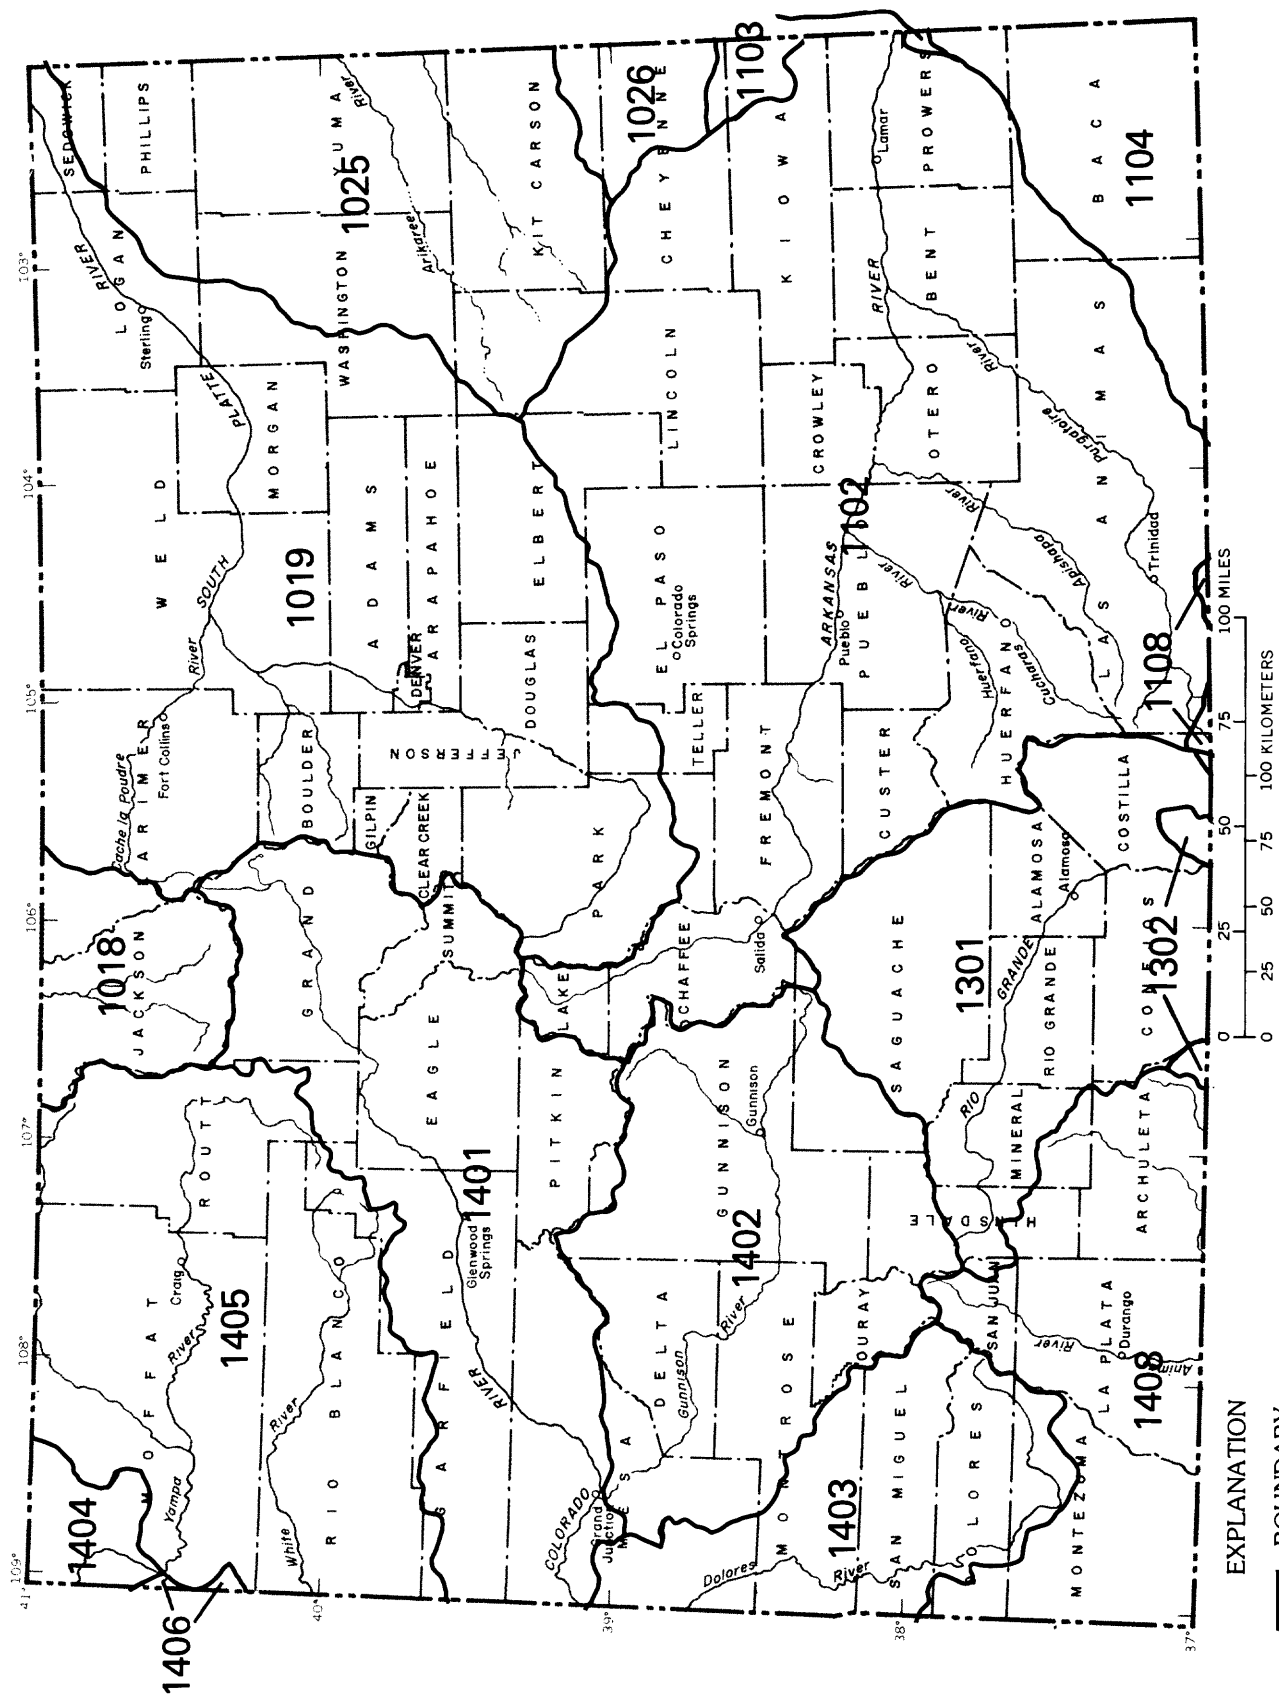 41°
109°
108°
107°
106°
105°
104°
103°
40°
39°
38°
37°
1404
1406
1405
1018
1019
1025
1026
1103
1401
1402
1403
1408
1301
1302
1102
1108
1104
MOFFAT
Craig
Yampa
River
ROUTT
JACKSON
LARIMER
Cache la Poudre
Fort Collins
River
WELD
SOUTH
PLATTE
RIVER
LOGAN
Sterling
SEDGWICK
PHILLIPS
RIO BLANCO
White
River
GRAND
BOULDER
GILPIN
CLEAR CREEK
JEFFERSON
ADAMS
DENVER
ARAPAHOE
MORGAN
WASHINGTON
YUMA
Arikaree
River
GARFIELD
Glenwood
Springs
EAGLE
SUMMIT
DOUGLAS
ELBERT
KIT CARSON
COLORADO
RIVER
Grand
Junction
MESA
PITKIN
LAKE
PARK
TELLER
EL PASO
Colorado
Springs
LINCOLN
CHEYENNE
DELTA
Gunnison
River
GUNNISON
Gunnison
CHAFFEE
Salida
FREMONT
ARKANSAS
RIVER
Pueblo
PUEBLO
CROWLEY
KIOWA
MONTROSE
Dolores
River
OURAY
SAN MIGUEL
SAGUACHE
CUSTER
OTERO
BENT
PROWERS
Lamar
DOLORES
SAN JUAN
HINSDALE
MINERAL
RIO GRANDE
RIO
GRANDE
ALAMOSA
Alamosa
HUERFANO
Huerfano
River
Cucharas
River
Apishapa
River
Purgatoire
River
MONTEZUMA
LA PLATA
Durango
River
ARCHULETA
CONEJOS
COSTILLA
LAS ANIMAS
Trinidad
BACA
0 25 50 75 100 MILES
0 25 50 75 100 KILOMETERS
EXPLANATION